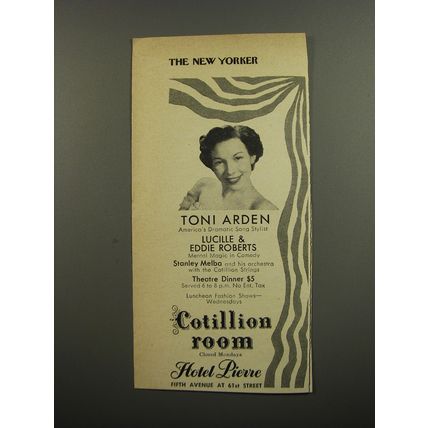 THE NEW YORKER
TONI ARDEN
America's Dramatic Song Stylist
LUCILLE &
EDDIE ROBERTS
Mental Magic in Comedy
Stanley Melba and his orchestra
with the Cotillion Strings
Theatre Dinner $5
Served 6 to 8 p.m. No Ent. Tax
Luncheon Fashion Shows—
Wednesdays
Cotillion
room
Closed Mondays
Hotel Pierre
FIFTH AVENUE AT 61ST STREET